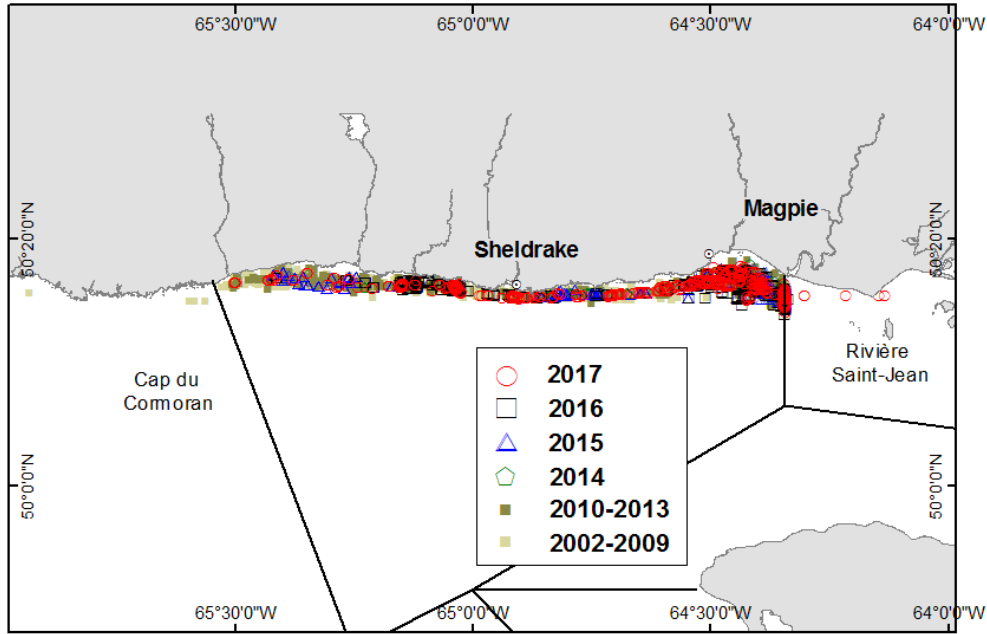 65°30'0"W 65°0'0"W 64°30'0"W 64°0'0"W
Magpie
50°20'0"N
Sheldrake
50°20'0"N
Rivière
Saint-Jean
Cap du
Cormoran
2017
2016
2015
2014
2010-2013
2002-2009
50°0'0"N
50°0'0"N
65°30'0"W 65°0'0"W 64°30'0"W 64°0'0"W